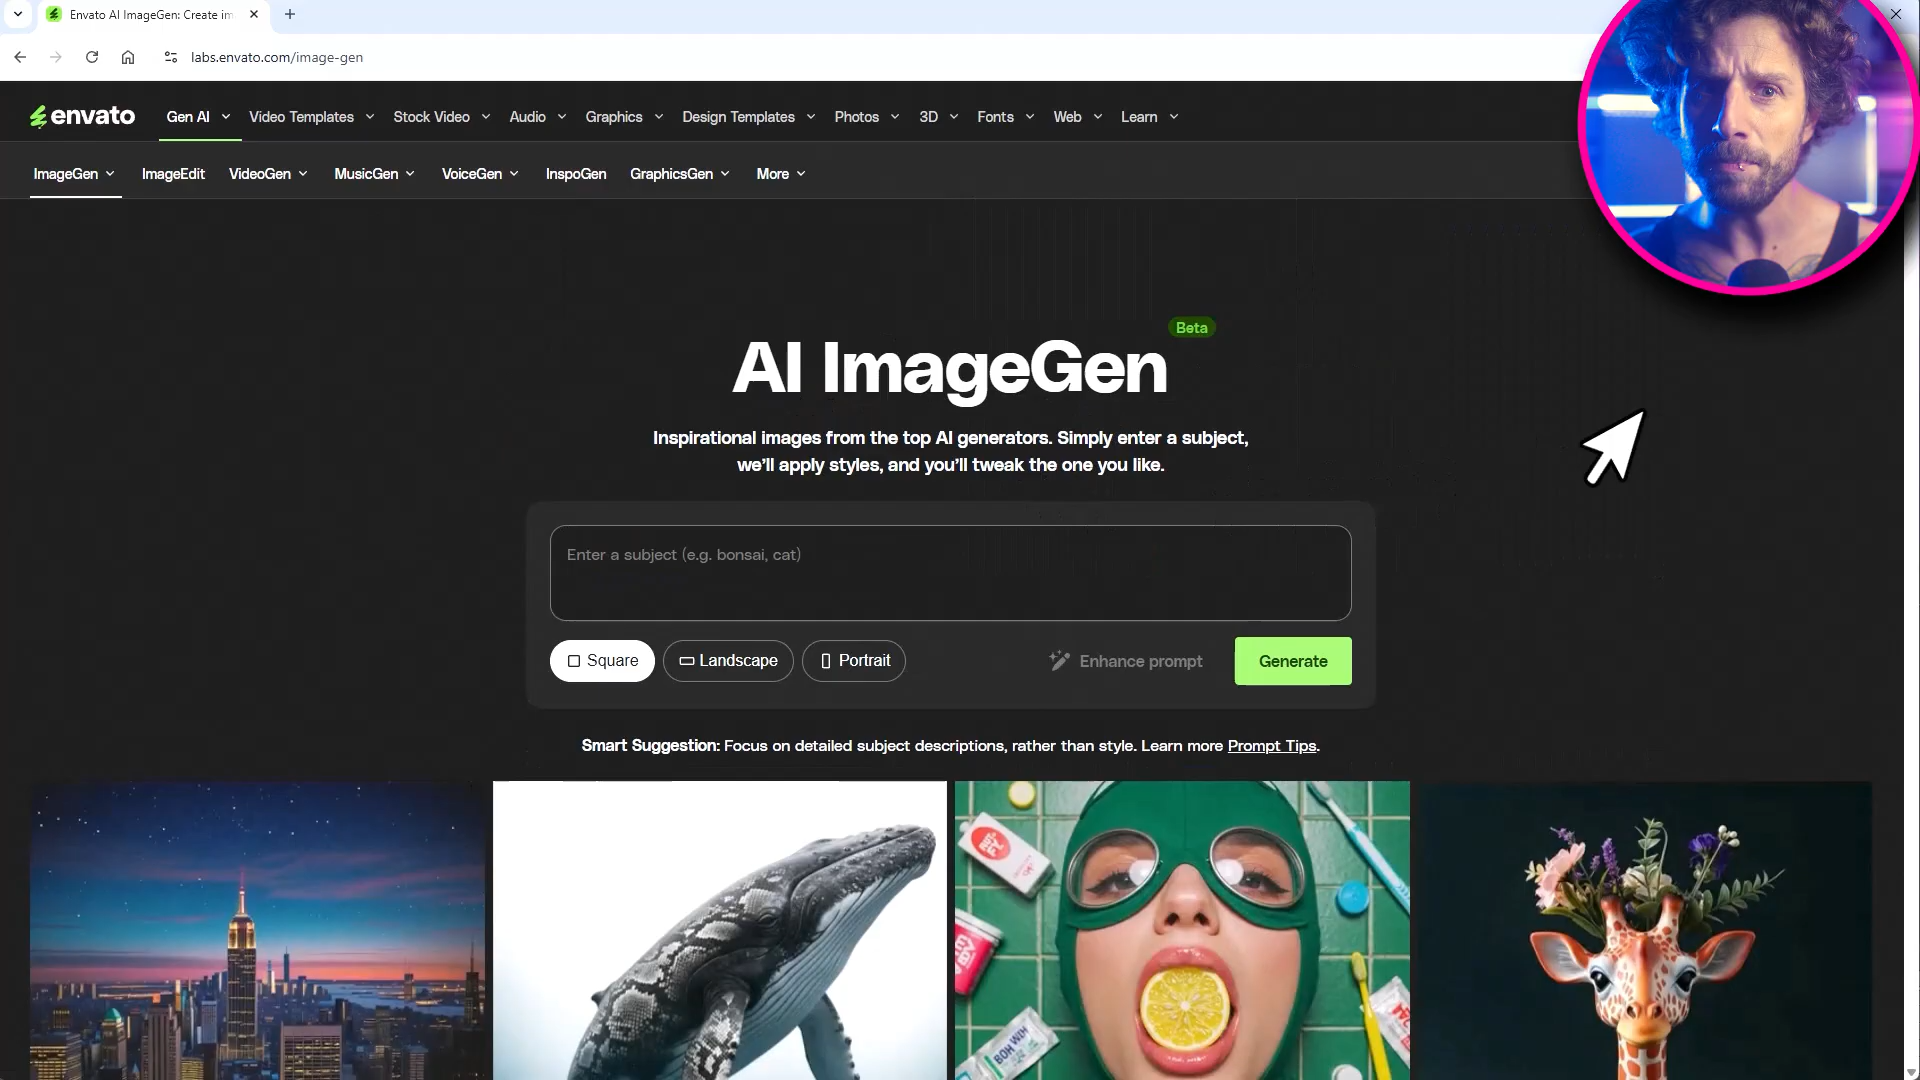 Envato AI ImageGen: Create im
labs.envato.com/image-gen
envato Gen AI Video Templates Stock Video Audio Graphics Design Templates Photos 3D Fonts Web Learn
ImageGen ImageEdit VideoGen MusicGen VoiceGen InspoGen GraphicsGen More
Beta
AI ImageGen
Inspirational images from the top AI generators. Simply enter a subject,
we'll apply styles, and you'll tweak the one you like.
Enter a subject (e.g. bonsai, cat)
Square Landscape Portrait Enhance prompt Generate
Smart Suggestion: Focus on detailed subject descriptions, rather than style. Learn more Prompt Tips.